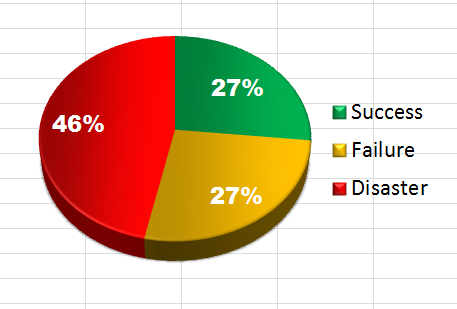 27%
46%
27%
Success
Failure
Disaster